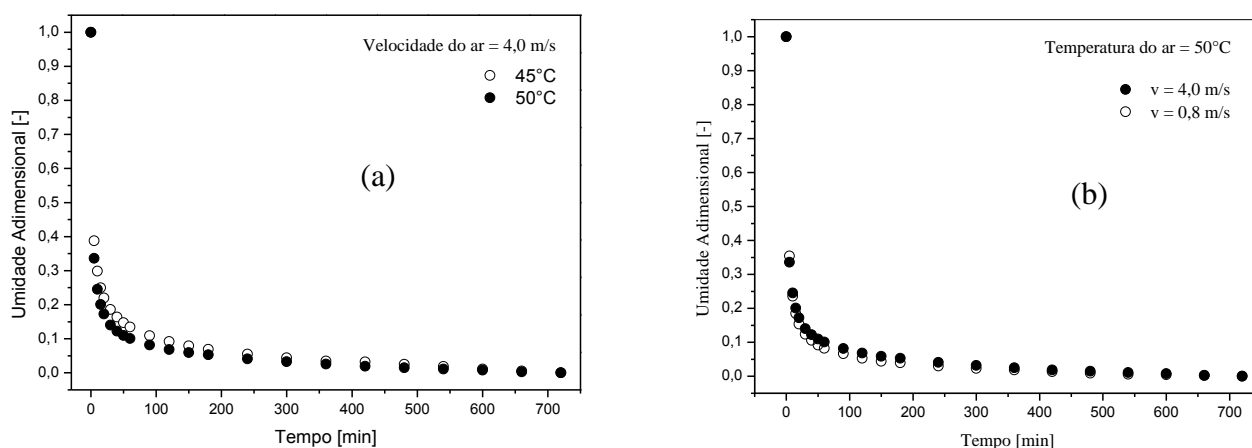 Velocidade do ar = 4,0 m/s
45°C
50°C
(a)
Umidade Adimensional [-]
1,0
0,9
0,8
0,7
0,6
0,5
0,4
0,3
0,2
0,1
0,0
0 100 200 300 400 500 600 700
Tempo [min]
Temperatura do ar = 50°C
v = 4,0 m/s
v = 0,8 m/s
(b)
Umidade Adimensional [-]
1,0
0,9
0,8
0,7
0,6
0,5
0,4
0,3
0,2
0,1
0,0
0 100 200 300 400 500 600 700
Tempo [min]